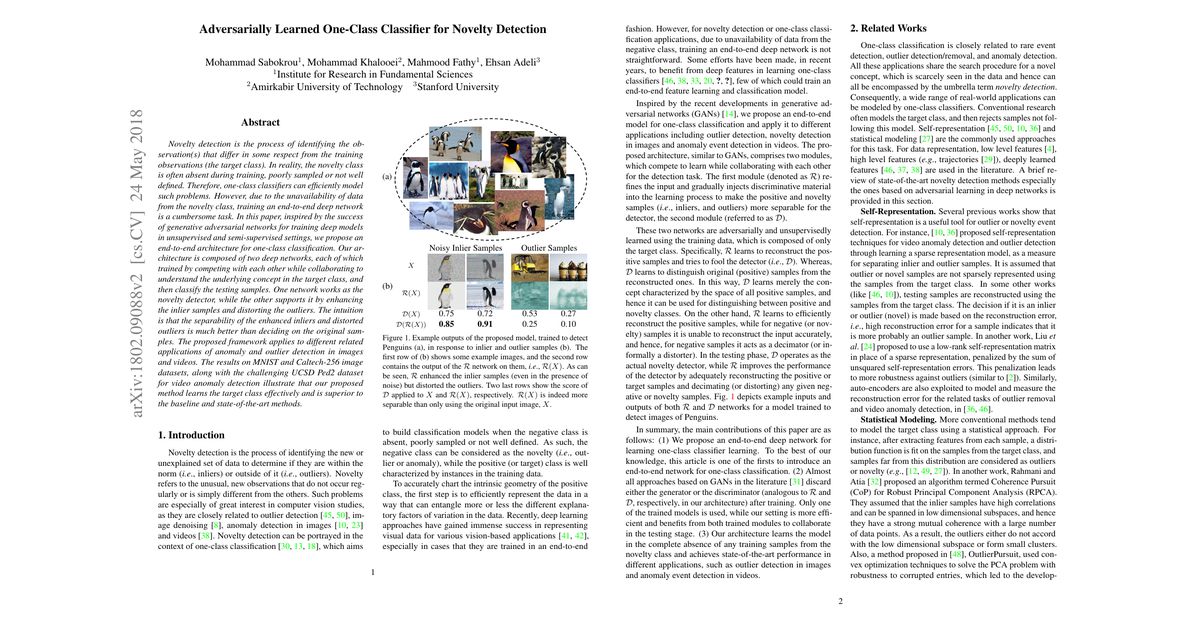 Adversarially Learned One-Class Classifier for Novelty Detection
Mohammad Sabokrou¹, Mohammad Khalooei², Mahmood Fathy¹, Ehsan Adeli³
¹Institute for Research in Fundamental Sciences
²Amirkabir University of Technology ³Stanford University
arXiv:1802.09088v2 [cs.CV] 24 May 2018
Abstract
Novelty detection is the process of identifying the ob-
servation(s) that differ in some respect from the training
observations (the target class). In reality, the novelty class
is often absent during training, poorly sampled or not well
defined. Therefore, one-class classifiers can efficiently model
such problems. However, due to the unavailability of data
from the novelty class, training an end-to-end deep network
is a cumbersome task. In this paper, inspired by the success
of generative adversarial networks for training deep models
in unsupervised and semi-supervised settings, we propose an
end-to-end architecture for one-class classification. Our ar-
chitecture is composed of two deep networks, each of which
trained by competing with each other while collaborating to
understand the underlying concept in the target class, and
then classify the testing samples. One network works as the
novelty detector, while the other supports it by enhancing
the inlier samples and distorting the outliers. The intuition
is that the separability of the enhanced inliers and distorted
outliers is much better than deciding on the original sam-
ples. The proposed framework applies to different related
applications of anomaly and outlier detection in images and
videos. The results on MNIST and Caltech-256 image
datasets, along with the challenging UCSD Ped2 dataset
for video anomaly detection illustrate that our proposed
method learns the target class effectively and is superior to
the baseline and state-of-the-art methods.
1. Introduction
Novelty detection is the process of identifying the new or
unexplained set of data to determine if they are within the
norm (i.e., inliers) or outside of it (i.e., outliers). Novelty
refers to the unusual, new observations that do not occur reg-
ularly or is simply different from the others. Such problems
are especially of great interest in computer vision studies,
as they are closely related to outlier detection [45, 50], im-
age denoising [8], anomaly detection in images [10, 23]
and videos [38]. Novelty detection can be portrayed in the
context of one-class classification [30, 13, 18], which aims
(a)
Noisy Inlier Samples Outlier Samples
X
(b)
R(X)
D(X) 0.75 0.72 0.53 0.27
D(R(X)) 0.85 0.91 0.25 0.10
Figure 1. Example outputs of the proposed model, trained to detect
Penguins (a), in response to inlier and outlier samples (b). The
first row of (b) shows some example images, and the second row
contains the output of the R network on them, i.e., R(X). As can
be seen, R enhanced the inlier samples (even in the presence of
noise) but distorted the outliers. Two last rows show the score of
D applied to X and R(X), respectively. R(X) is indeed more
separable than only using the original input image, X.
to build classification models when the negative class is
absent, poorly sampled or not well defined. As such, the
negative class can be considered as the novelty (i.e., out-
lier or anomaly), while the positive (or target) class is well
characterized by instances in the training data.
To accurately chart the intrinsic geometry of the positive
class, the first step is to efficiently represent the data in a
way that can entangle more or less the different explana-
tory factors of variation in the data. Recently, deep learning
approaches have gained immense success in representing
visual data for various vision-based applications [41, 42],
especially in cases that they are trained in an end-to-end
1
fashion. However, for novelty detection or one-class classi-
fication applications, due to unavailability of data from the
negative class, training an end-to-end deep network is not
straightforward. Some efforts have been made, in recent
years, to benefit from deep features in learning one-class
classifiers [46, 38, 33, 20, ?, ?], few of which could train an
end-to-end feature learning and classification model.
Inspired by the recent developments in generative ad-
versarial networks (GANs) [14], we propose an end-to-end
model for one-class classification and apply it to different
applications including outlier detection, novelty detection
in images and anomaly event detection in videos. The pro-
posed architecture, similar to GANs, comprises two modules,
which compete to learn while collaborating with each other
for the detection task. The first module (denoted as R)
refines the input and gradually injects discriminative material
into the learning process to make the positive and novelty
samples (i.e., inliers, and outliers) more separable for the
detector, the second module (referred to as D).
These two networks are adversarially and unsupervisedly
learned using the training data, which is composed of only
the target class. Specifically, R learns to reconstruct the pos-
itive samples and tries to fool the detector (i.e., D). Whereas,
D learns to distinguish original (positive) samples from the
reconstructed ones. In this way, D learns merely the con-
cept characterized by the space of all positive samples, and
hence it can be used for distinguishing between positive and
novelty classes. On the other hand, R learns to efficiently
reconstruct the positive samples, while for negative (or nov-
elty) samples it is unable to reconstruct the input accurately,
and hence, for negative samples it acts as a decimator (or in-
formally a distorter). In the testing phase, D operates as the
actual novelty detector, while R improves the performance
of the detector by adequately reconstructing the positive or
target samples and decimating (or distorting) any given neg-
ative or novelty samples. Fig. 1 depicts example inputs and
outputs of both R and D networks for a model trained to
detect images of Penguins.
In summary, the main contributions of this paper are as
follows: (1) We propose an end-to-end deep network for
learning one-class classifier learning. To the best of our
knowledge, this article is one of the firsts to introduce an
end-to-end network for one-class classification. (2) Almost
all approaches based on GANs in the literature [31] discard
either the generator or the discriminator (analogous to R and
D, respectively, in our architecture) after training. Only one
of the trained models is used, while our setting is more effi-
cient and benefits from both trained modules to collaborate
in the testing stage. (3) Our architecture learns the model
in the complete absence of any training samples from the
novelty class and achieves state-of-the-art performance in
different applications, such as outlier detection in images
and anomaly event detection in videos.
2. Related Works
One-class classification is closely related to rare event
detection, outlier detection/removal, and anomaly detection.
All these applications share the search procedure for a novel
concept, which is scarcely seen in the data and hence can
all be encompassed by the umbrella term novelty detection.
Consequently, a wide range of real-world applications can
be modeled by one-class classifiers. Conventional research
often models the target class, and then rejects samples not fol-
lowing this model. Self-representation [45, 50, 10, 36] and
statistical modeling [27] are the commonly used approaches
for this task. For data representation, low level features [4],
high level features (e.g., trajectories [29]), deeply learned
features [46, 37, 38] are used in the literature. A brief re-
view of state-of-the-art novelty detection methods especially
the ones based on adversarial learning in deep networks is
provided in this section.
Self-Representation. Several previous works show that
self-representation is a useful tool for outlier or novelty event
detection. For instance, [10, 36] proposed self-representation
techniques for video anomaly detection and outlier detection
through learning a sparse representation model, as a measure
for separating inlier and outlier samples. It is assumed that
outlier or novel samples are not sparsely represented using
the samples from the target class. In some other works
(like [46, 10]), testing samples are reconstructed using the
samples from the target class. The decision if it is an inlier
or outlier (novel) is made based on the reconstruction error,
i.e., high reconstruction error for a sample indicates that it
is more probably an outlier sample. In another work, Liu et
al. [24] proposed to use a low-rank self-representation matrix
in place of a sparse representation, penalized by the sum of
unsquared self-representation errors. This penalization leads
to more robustness against outliers (similar to [2]). Similarly,
auto-encoders are also exploited to model and measure the
reconstruction error for the related tasks of outlier removal
and video anomaly detection, in [36, 46].
Statistical Modeling. More conventional methods tend
to model the target class using a statistical approach. For
instance, after extracting features from each sample, a dis-
tribution function is fit on the samples from the target class,
and samples far from this distribution are considered as outliers
or novelty (e.g., [12, 49, 27]). In another work, Rahmani and
Atia [32] proposed an algorithm termed Coherence Pursuit
(CoP) for Robust Principal Component Analysis (RPCA).
They assumed that the inlier samples have high correlations
and can be spanned in low dimensional subspaces, and hence
they have a strong mutual coherence with a large number
of data points. As a result, the outliers either do not accord
with the low dimensional subspace or form small clusters.
Also, a method proposed in [48], OutlierPursuit, used con-
vex optimization techniques to solve the PCA problem with
robustness to corrupted entries, which led to the develop-
2